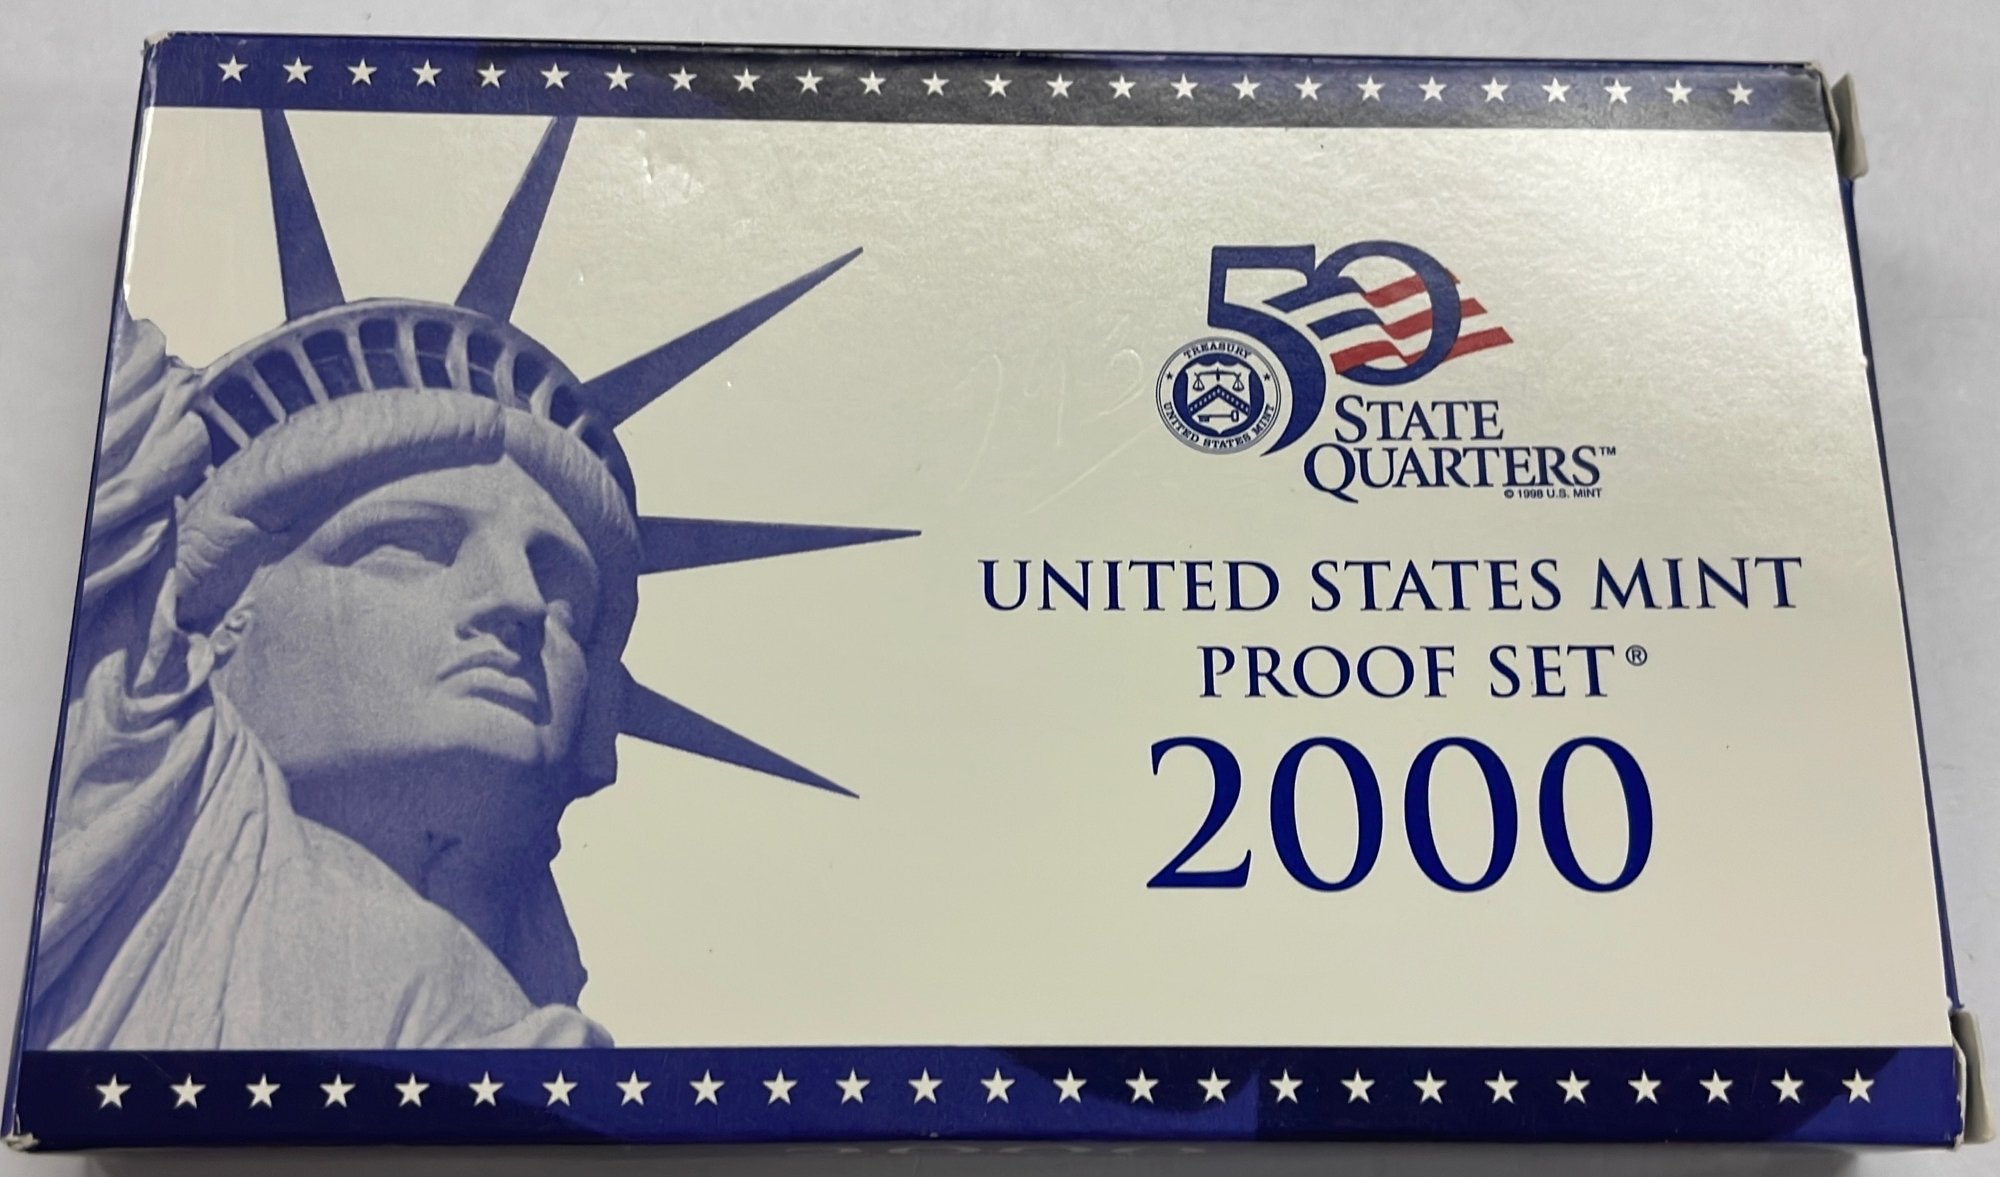 50
TREASURY
UNITED STATES MINT
STATE
QUARTERS™
© 1998 U.S. MINT
UNITED STATES MINT
PROOF SET®
2000